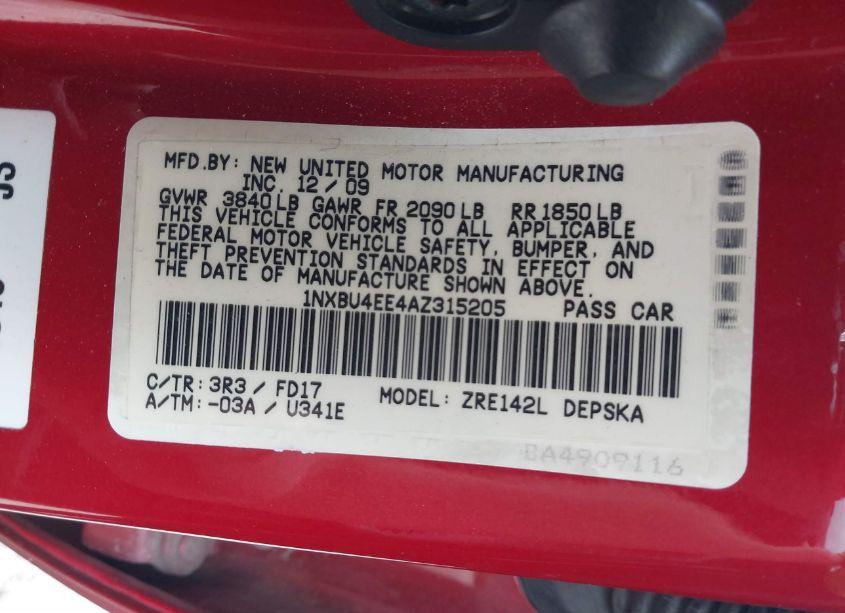 MFD.BY: NEW UNITED MOTOR MANUFACTURING
INC. 12/09
GVWR 3840LB GAWR FR 2090LB RR 1850LB
THIS VEHICLE CONFORMS TO ALL APPLICABLE
FEDERAL MOTOR VEHICLE SAFETY, BUMPER, AND
THEFT PREVENTION STANDARDS IN EFFECT ON
THE DATE OF MANUFACTURE SHOWN ABOVE.
1NXBU4EE4AZ315205 PASS CAR
C/TR: 3R3 / FD17
A/TM: -03A / U341E
MODEL: ZRE142L DEPSKA
BA4909116